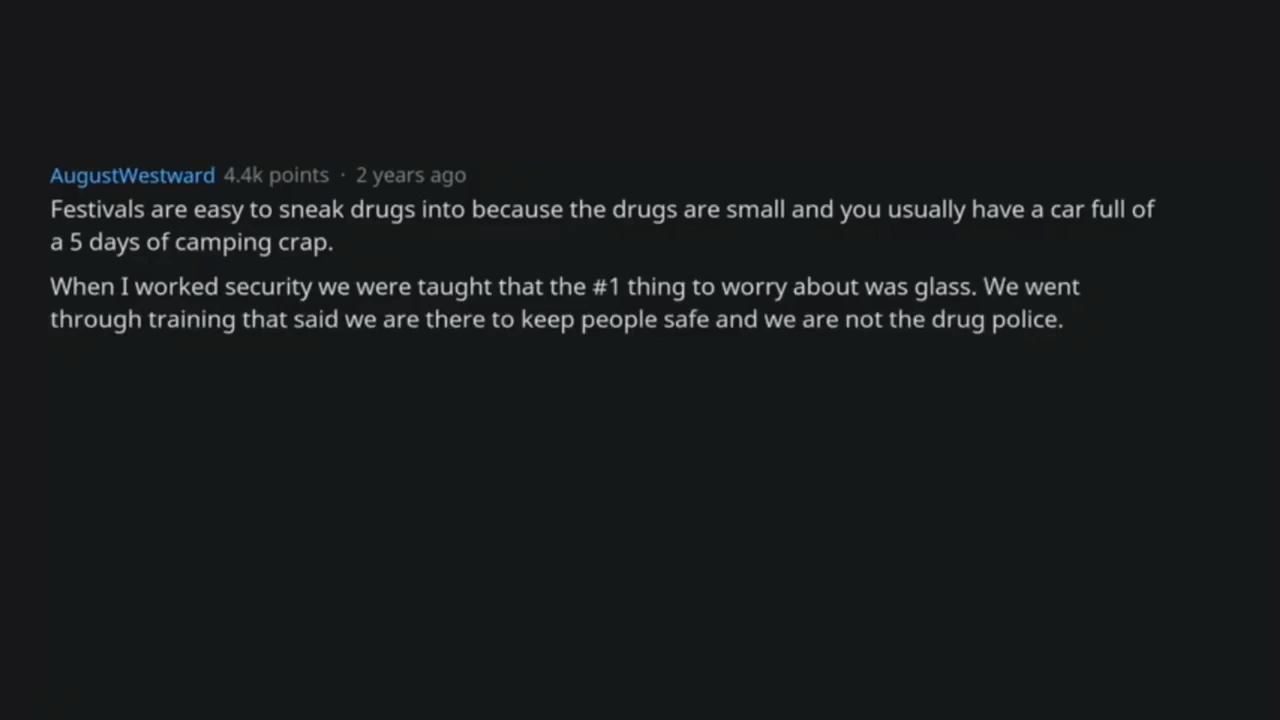 AugustWestward 4.4k points · 2 years ago
Festivals are easy to sneak drugs into because the drugs are small and you usually have a car full of
a 5 days of camping crap.
When I worked security we were taught that the #1 thing to worry about was glass. We went
through training that said we are there to keep people safe and we are not the drug police.